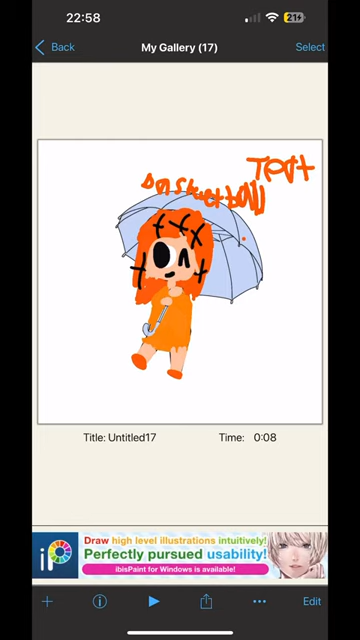 22:58
21
Back
My Gallery (17)
Select
Text
Title: Untitled17
Time: 0:08
Draw high level illustrations intuitively!
Perfectly pursued usability!
ibisPaint for Windows is available!
Edit